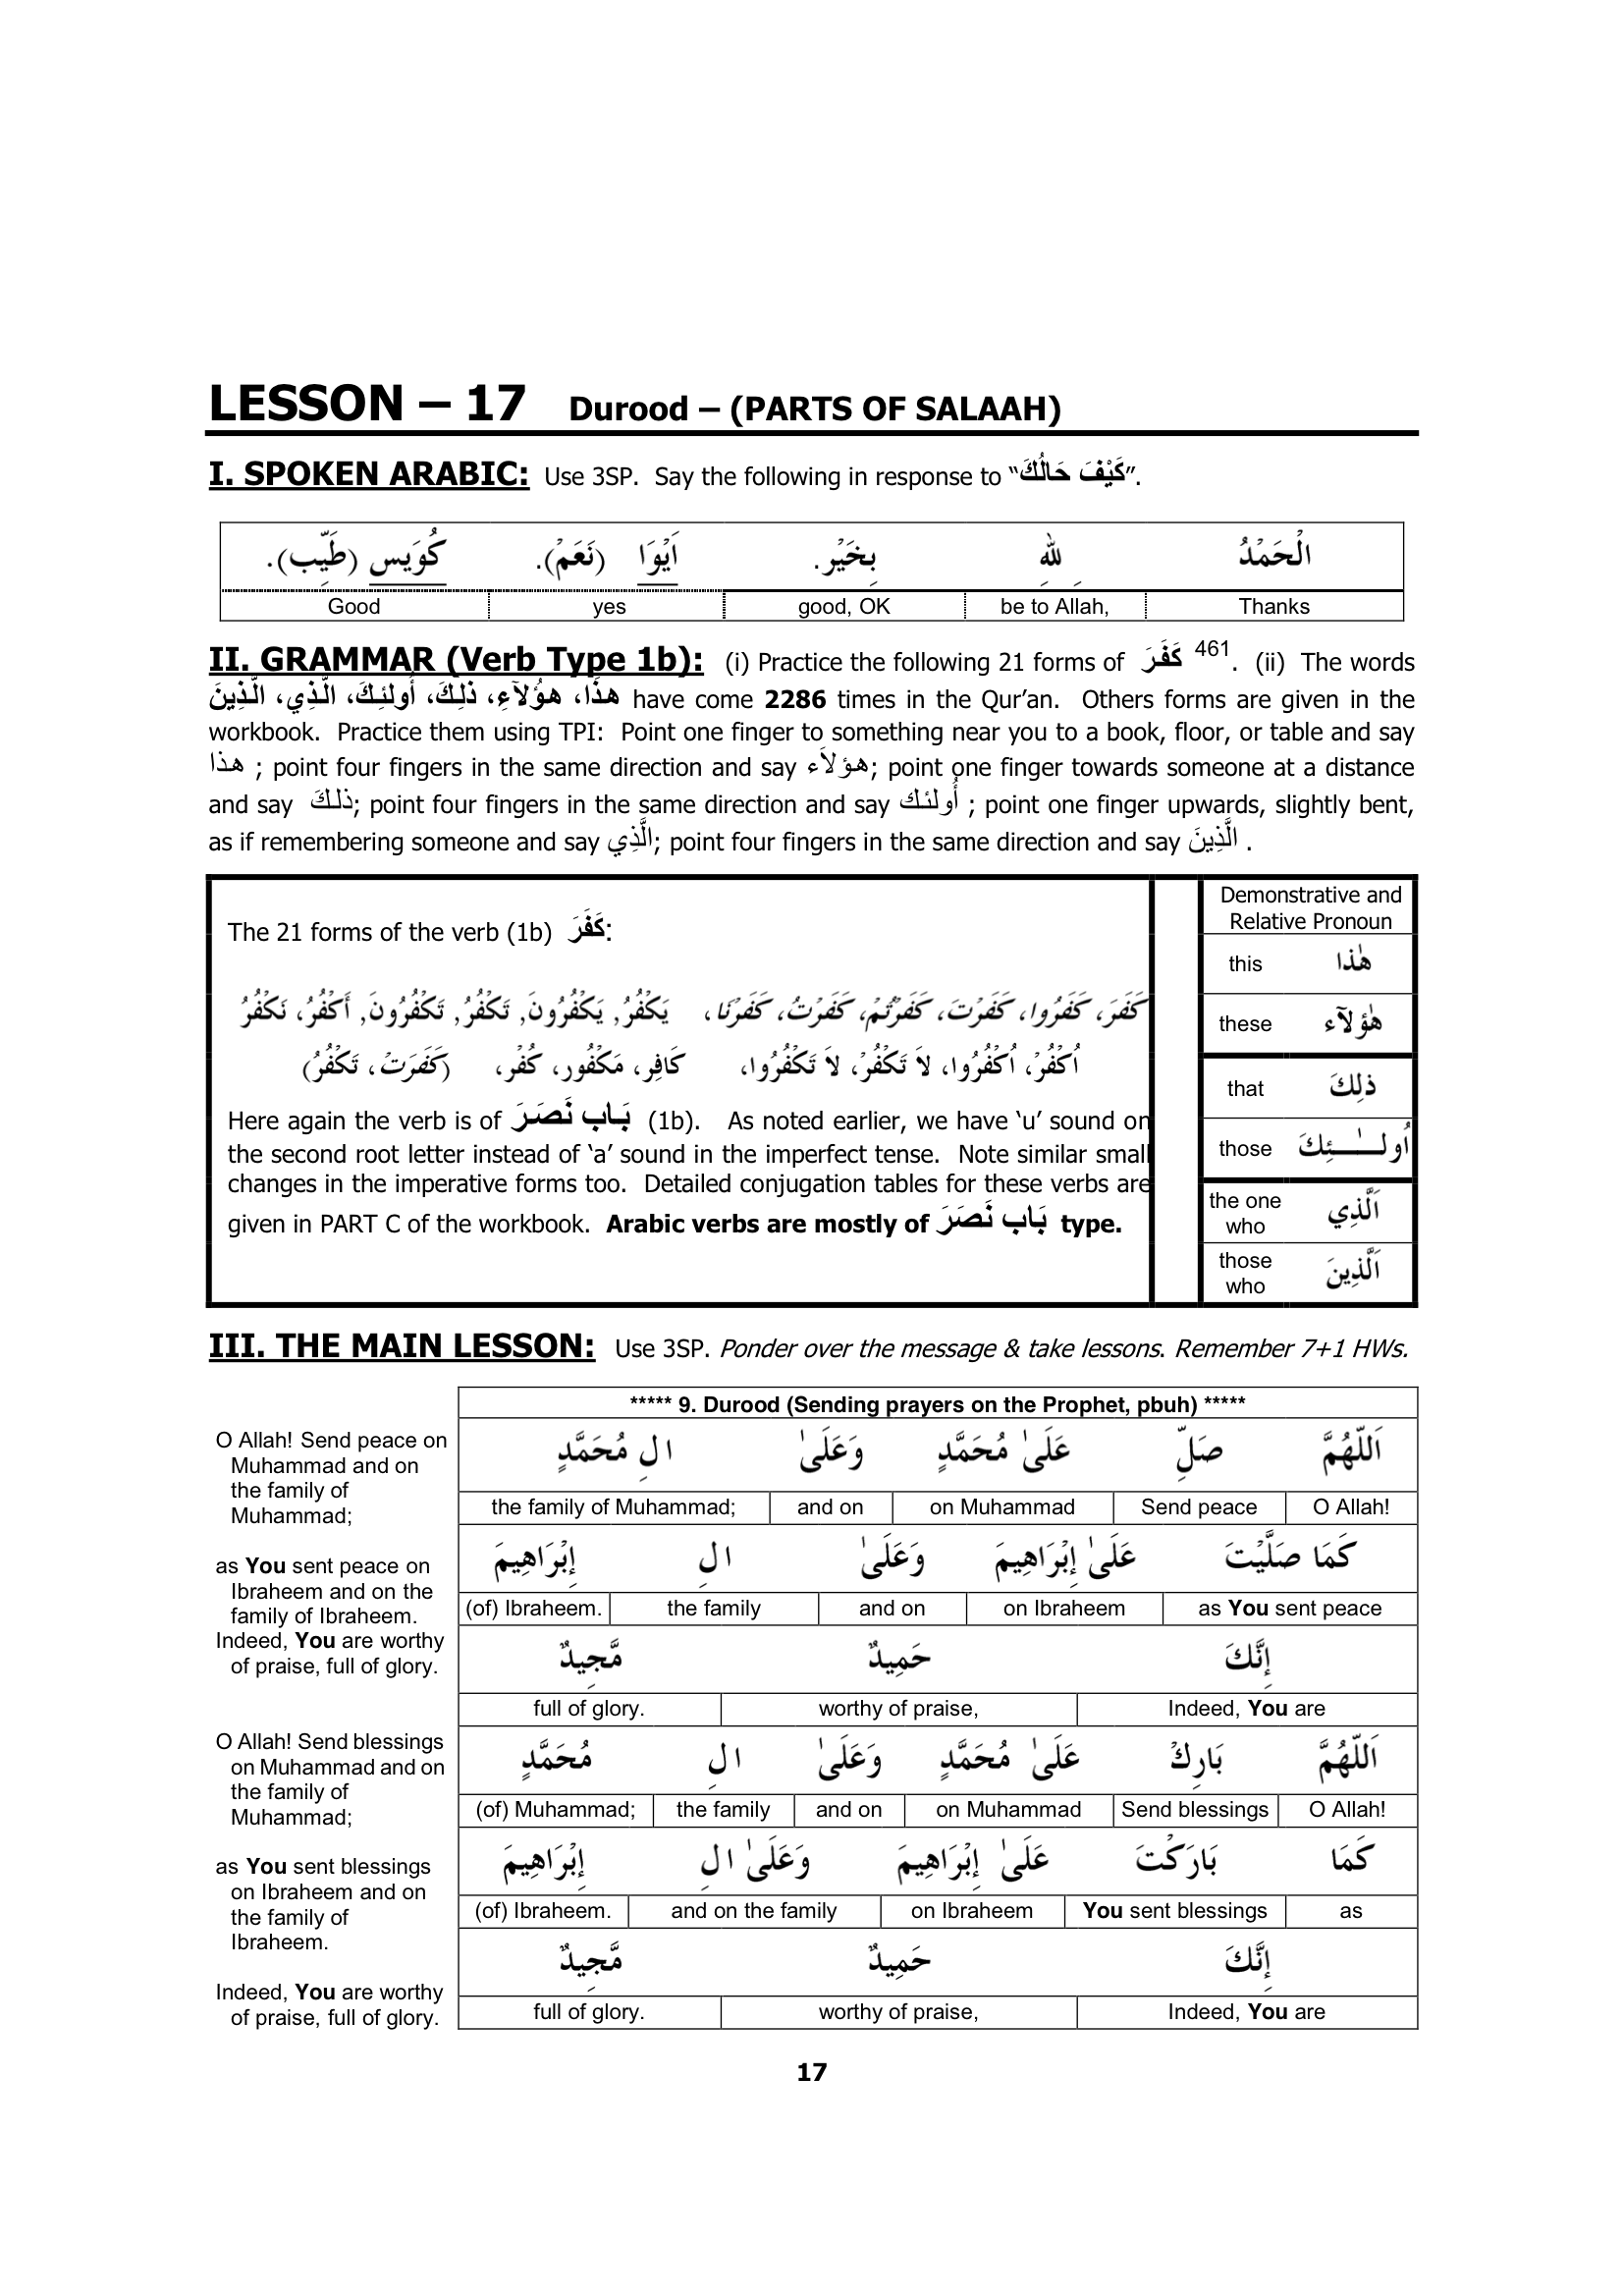 LESSON – 17 Durood – (PARTS OF SALAAH)
I. SPOKEN ARABIC: Use 3SP. Say the following in response to “كَيْفَ حَالُكَ”.
الْحَمْدُ لِلّٰهِ بِخَيْر. اَيْوَا (نَعَمْ). كُوَيِس (طَيِّب).
Thanks be to Allah, good, OK yes Good
II. GRAMMAR (Verb Type 1b): (i) Practice the following 21 forms of كَفَرَ 461. (ii) The words
هذَا، هؤُلآءِ، ذلِكَ، أُولئِكَ، الَّذِي، الَّذِينَ have come 2286 times in the Qur’an. Others forms are given in the
workbook. Practice them using TPI: Point one finger to something near you to a book, floor, or table and say
هذا ; point four fingers in the same direction and say هؤلاَء; point one finger towards someone at a distance
and say ذلكَ; point four fingers in the same direction and say أُولئك ; point one finger upwards, slightly bent,
as if remembering someone and say الَّذِي; point four fingers in the same direction and say الَّذِينَ .
The 21 forms of the verb (1b) كَفَرَ:
كَفَرَ، كَفَرُوا، كَفَرْتَ، كَفَرْتُمْ، كَفَرْتُ، كَفَرْنَا، يَكْفُرُ, يَكْفُرُونَ, تَكْفُرُ, تَكْفُرُونَ, أَكْفُرُ، نَكْفُرُ
اُكْفُرْ، اُكْفُرُوا، لاَ تَكْفُرْ، لاَ تَكْفُرُوا، كَافِر، مَكْفُور، كُفْر، (كَفَرَتْ، تَكْفُرُ)
Here again the verb is of بَاب نَصَرَ (1b). As noted earlier, we have ‘u’ sound on
the second root letter instead of ‘a’ sound in the imperfect tense. Note similar small
changes in the imperative forms too. Detailed conjugation tables for these verbs are
given in PART C of the workbook. Arabic verbs are mostly of بَاب نَصَرَ type.
Demonstrative and
Relative Pronoun
this هٰذا
these هٰؤلآء
that ذٰلِكَ
those اُولـٰـئِكَ
the one
who اَلَّذِي
those
who اَلَّذِينَ
III. THE MAIN LESSON: Use 3SP. Ponder over the message & take lessons. Remember 7+1 HWs.
***** 9. Durood (Sending prayers on the Prophet, pbuh) *****
O Allah! Send peace on
Muhammad and on
the family of
Muhammad;
as You sent peace on
Ibraheem and on the
family of Ibraheem.
Indeed, You are worthy
of praise, full of glory.
O Allah! Send blessings
on Muhammad and on
the family of
Muhammad;
as You sent blessings
on Ibraheem and on
the family of
Ibraheem.
Indeed, You are worthy
of praise, full of glory.
اَللّٰهُمَّ صَلِّ عَلَىٰ مُحَمَّدٍ وَعَلَىٰ الِ مُحَمَّدٍ
the family of Muhammad; and on on Muhammad Send peace O Allah!
كَمَا صَلَّيْتَ عَلَىٰ إِبْرَاهِيمَ وَعَلَىٰ الِ إِبْرَاهِيمَ
(of) Ibraheem. the family and on on Ibraheem as You sent peace
إِنَّكَ حَمِيدٌ مَّجِيدٌ
full of glory. worthy of praise, Indeed, You are
اَللّٰهُمَّ بَارِكْ عَلَىٰ مُحَمَّدٍ وَعَلَىٰ الِ مُحَمَّدٍ
(of) Muhammad; the family and on on Muhammad Send blessings O Allah!
كَمَا بَارَكْتَ عَلَىٰ إِبْرَاهِيمَ وَعَلَىٰ الِ إِبْرَاهِيمَ
(of) Ibraheem. and on the family on Ibraheem You sent blessings as
إِنَّكَ حَمِيدٌ مَّجِيدٌ
full of glory. worthy of praise, Indeed, You are
17